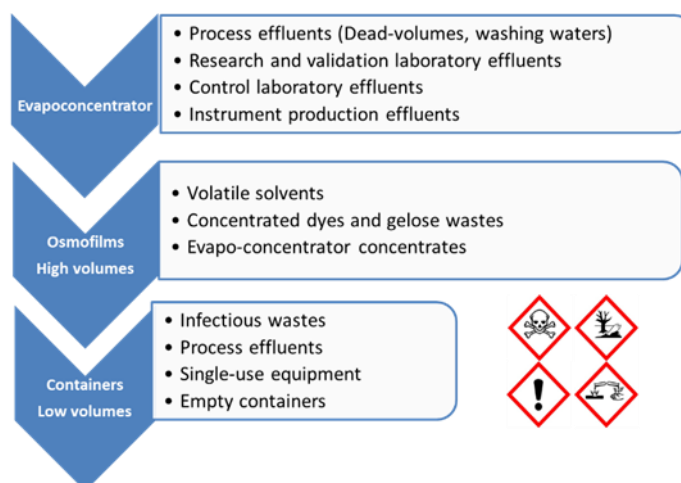 Evapoconcentrator
• Process effluents (Dead-volumes, washing waters)
• Research and validation laboratory effluents
• Control laboratory effluents
• Instrument production effluents
Osmofilms
High volumes
• Volatile solvents
• Concentrated dyes and gelose wastes
• Evapo-concentrator concentrates
Containers
Low volumes
• Infectious wastes
• Process effluents
• Single-use equipment
• Empty containers